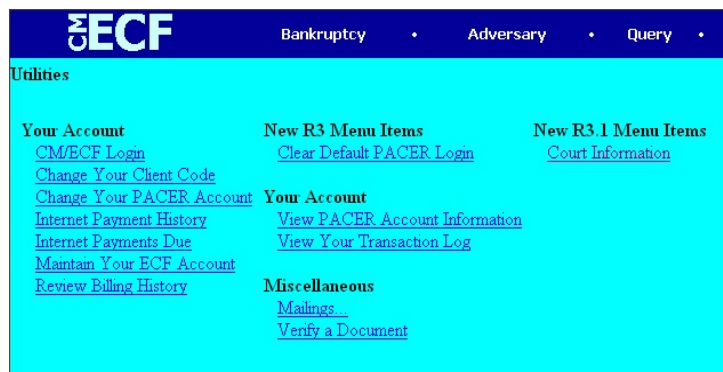 CM ECF Bankruptcy • Adversary • Query •
Utilities
Your Account
CM/ECF Login
Change Your Client Code
Change Your PACER Account
Internet Payment History
Internet Payments Due
Maintain Your ECF Account
Review Billing History
New R3 Menu Items
Clear Default PACER Login
Your Account
View PACER Account Information
View Your Transaction Log
Miscellaneous
Mailings...
Verify a Document
New R3.1 Menu Items
Court Information